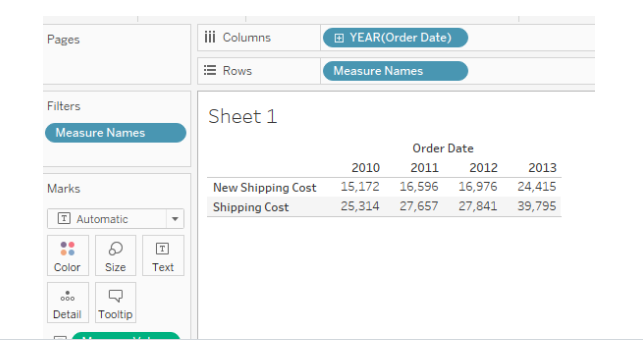 Pages
Columns
YEAR(Order Date)
Rows
Measure Names
Filters
Measure Names
Sheet 1
Order Date
2010 2011 2012 2013
New Shipping Cost 15,172 16,596 16,976 24,415
Shipping Cost 25,314 27,657 27,841 39,795
Marks
T Automatic
T
Color Size Text
Detail Tooltip